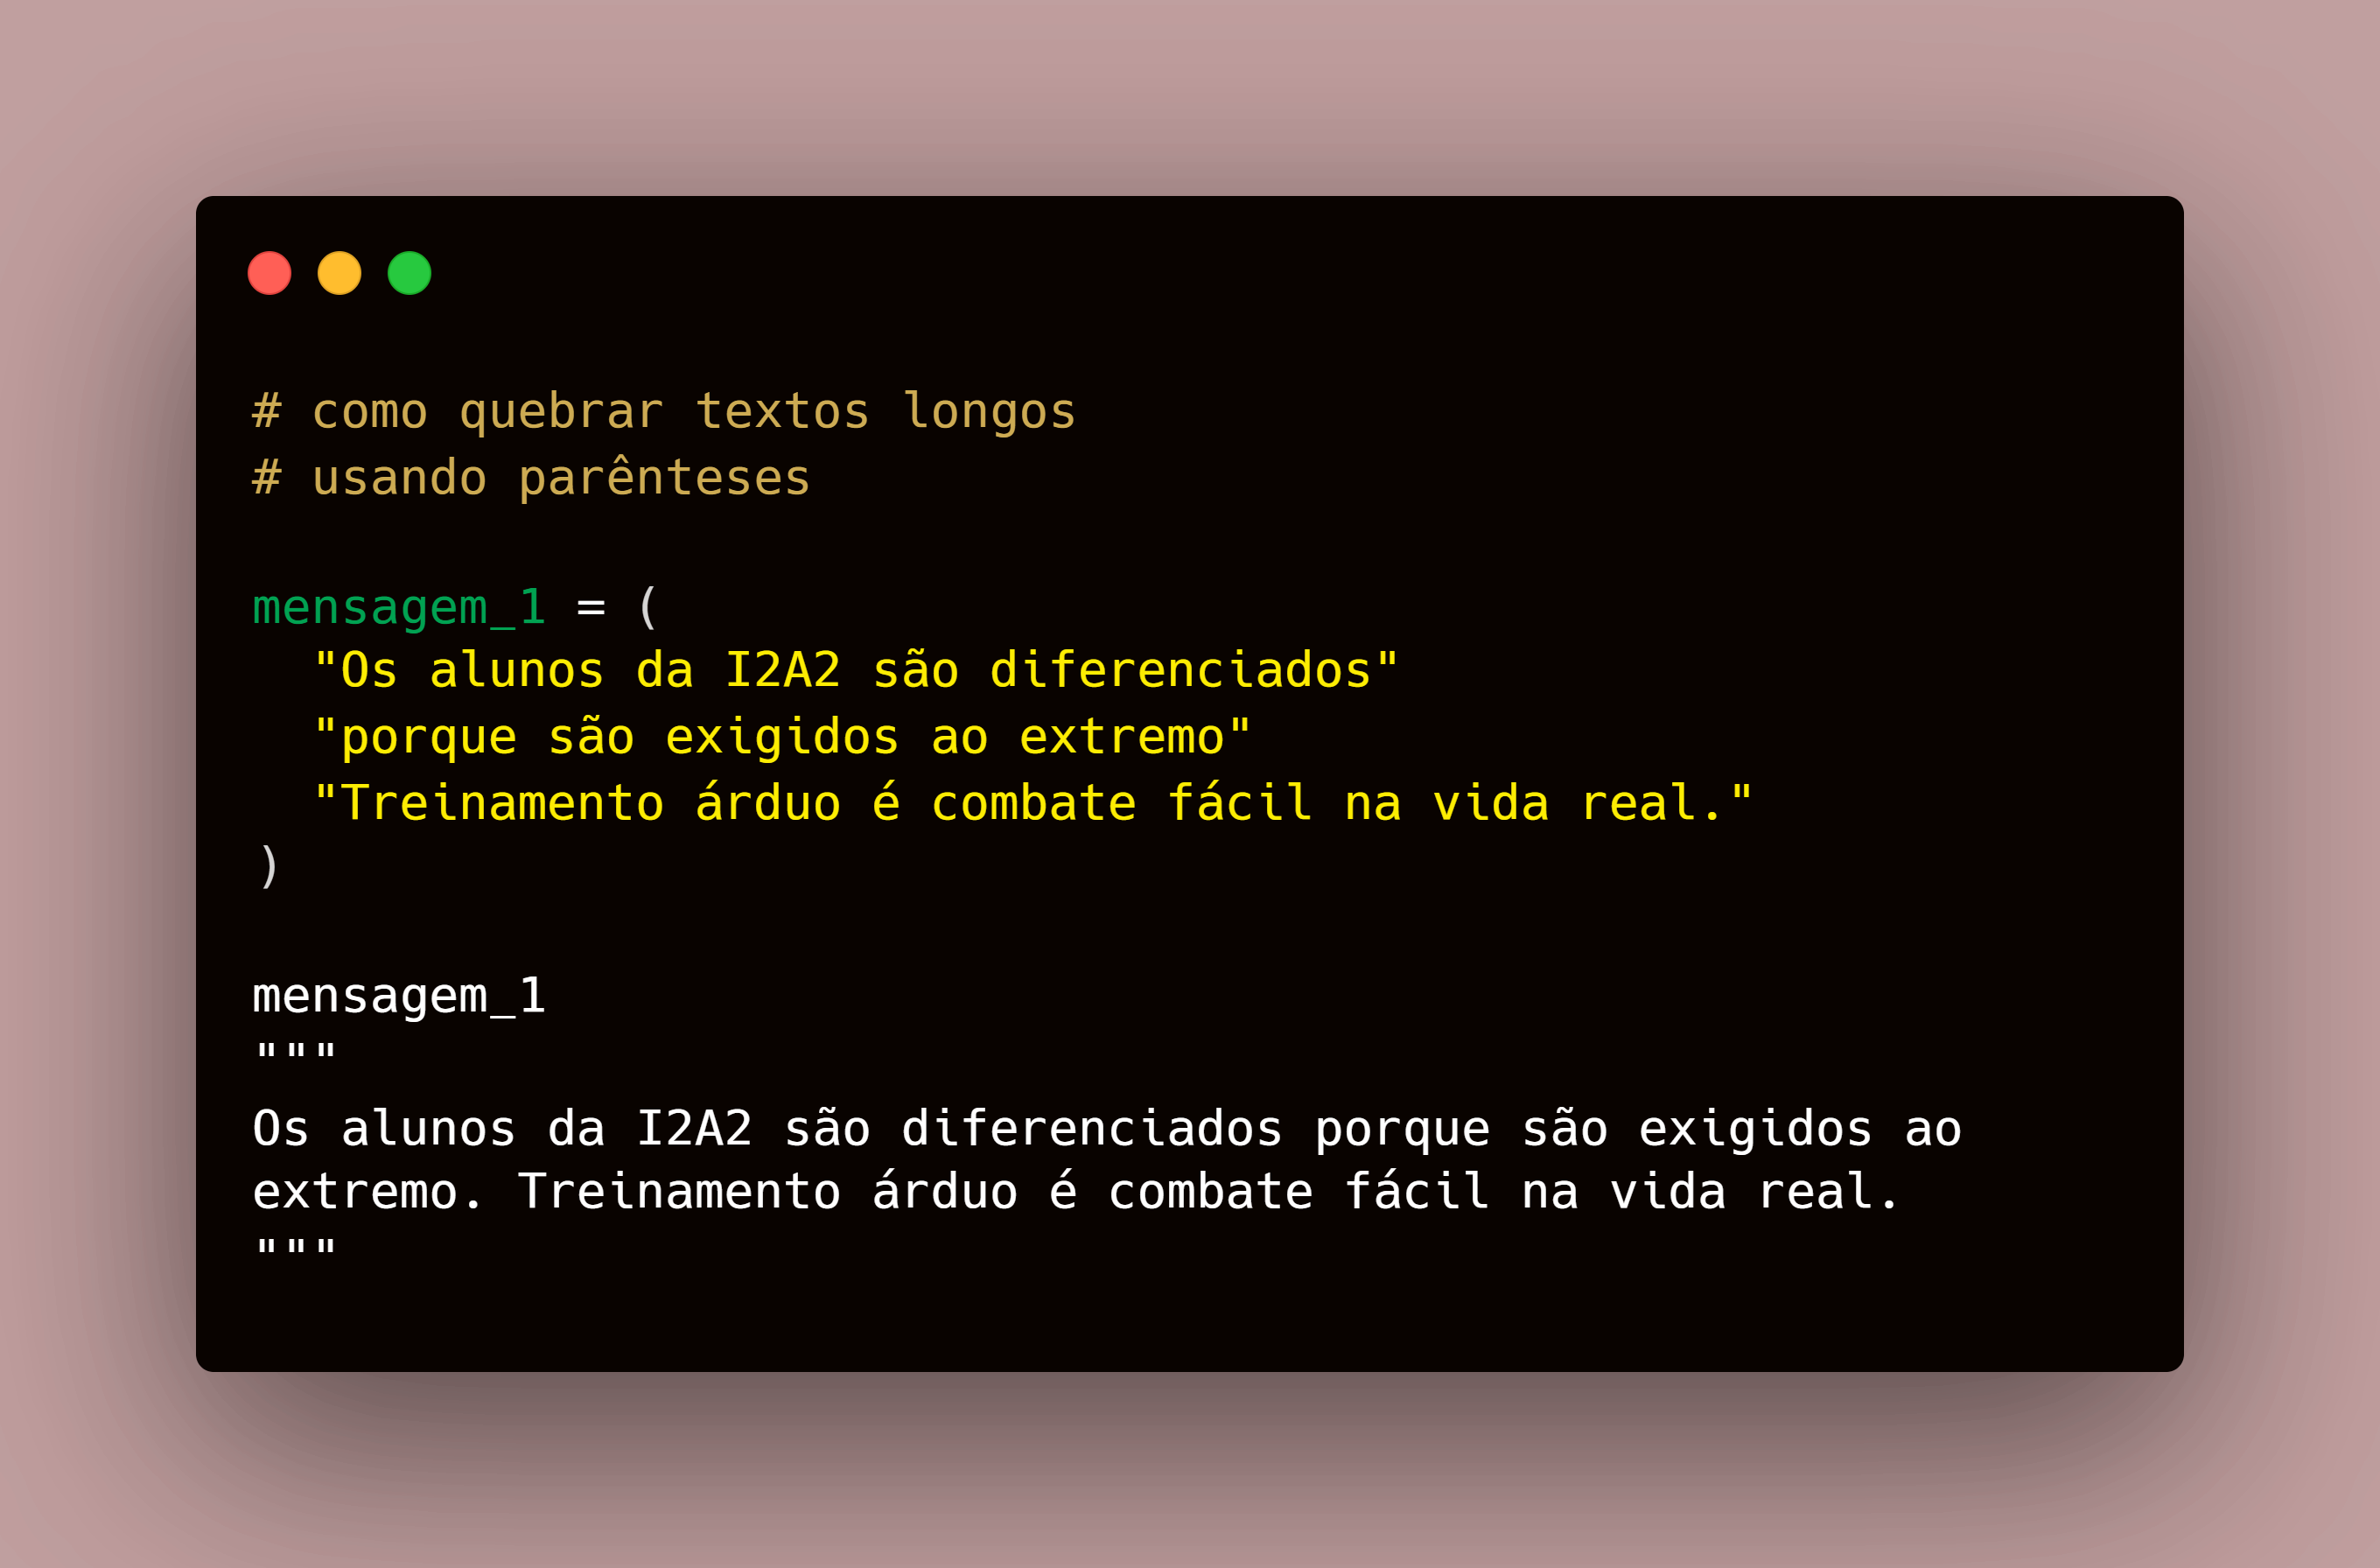 # como quebrar textos longos
# usando parênteses
mensagem_1 = (
"Os alunos da I2A2 são diferenciados"
"porque são exigidos ao extremo"
"Treinamento árduo é combate fácil na vida real."
)
mensagem_1
"""
Os alunos da I2A2 são diferenciados porque são exigidos ao
extremo. Treinamento árduo é combate fácil na vida real.
"""